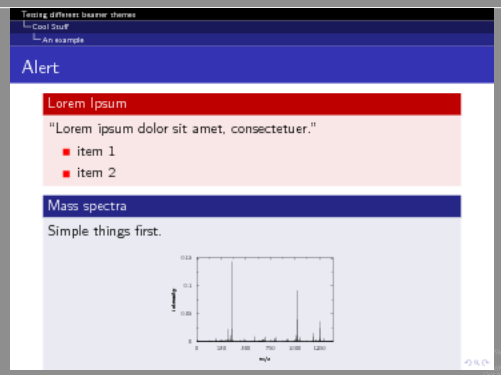 Testing different beamer themes
Cool Stuff
An example
Alert
Lorem Ipsum
“Lorem ipsum dolor sit amet, consectetuer.”
item 1
item 2
Mass spectra
Simple things first.
0.15
0.1
0.05
0
intensity
0 250 500 750 1000 1250
m/z